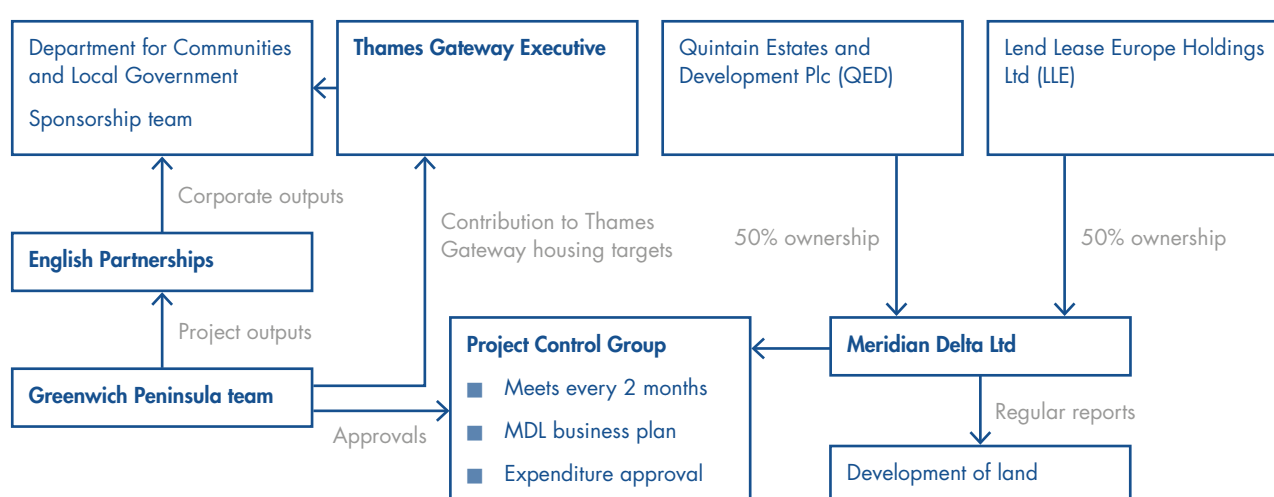 Department for Communities
and Local Government
Sponsorship team
Thames Gateway Executive
Quintain Estates and
Development Plc (QED)
Lend Lease Europe Holdings
Ltd (LLE)
Corporate outputs
Contribution to Thames
Gateway housing targets
50% ownership
50% ownership
English Partnerships
Project outputs
Greenwich Peninsula team
Approvals
Project Control Group
Meets every 2 months
MDL business plan
Expenditure approval
Meridian Delta Ltd
Regular reports
Development of land